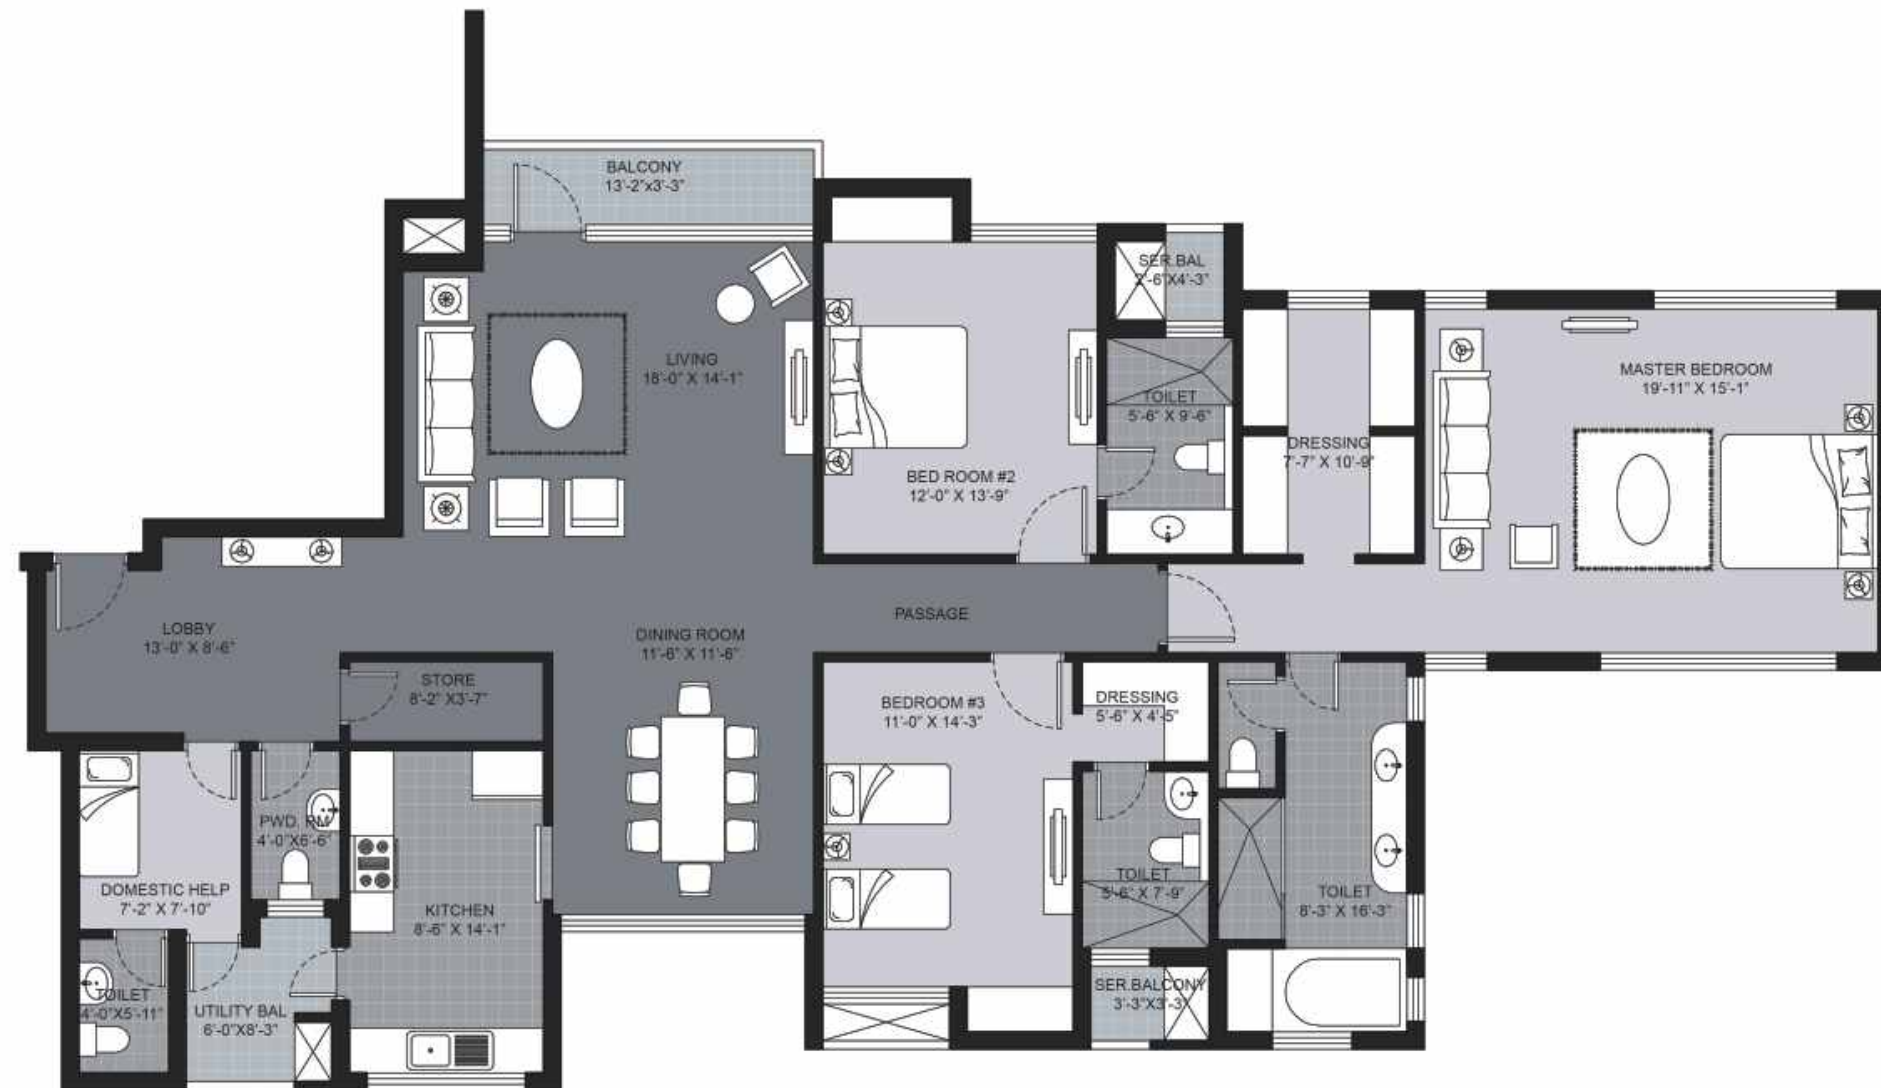 BALCONY
13'-2"x3'-3"
SER.BAL
2'-6"X4'-3"
LIVING
18'-0" X 14'-1"
MASTER BEDROOM
19'-11" X 15'-1"
TOILET
5'-6" X 9'-6"
DRESSING
7'-7" X 10'-9"
BED ROOM #2
12'-0" X 13'-9"
PASSAGE
LOBBY
13'-0" X 8'-6"
DINING ROOM
11'-6" X 11'-6"
STORE
8'-2" X3'-7"
BEDROOM #3
11'-0" X 14'-3"
DRESSING
5'-6" X 4'-5"
PWD. RM
4'-0"X6'-6"
DOMESTIC HELP
7'-2" X 7'-10"
KITCHEN
8'-6" X 14'-1"
TOILET
5'-6" X 7'-9"
TOILET
8'-3" X 16'-3"
TOILET
4'-0"X5'-11"
UTILITY BAL
6'-0"X8'-3"
SER.BALCONY
3'-3"X3'-3"